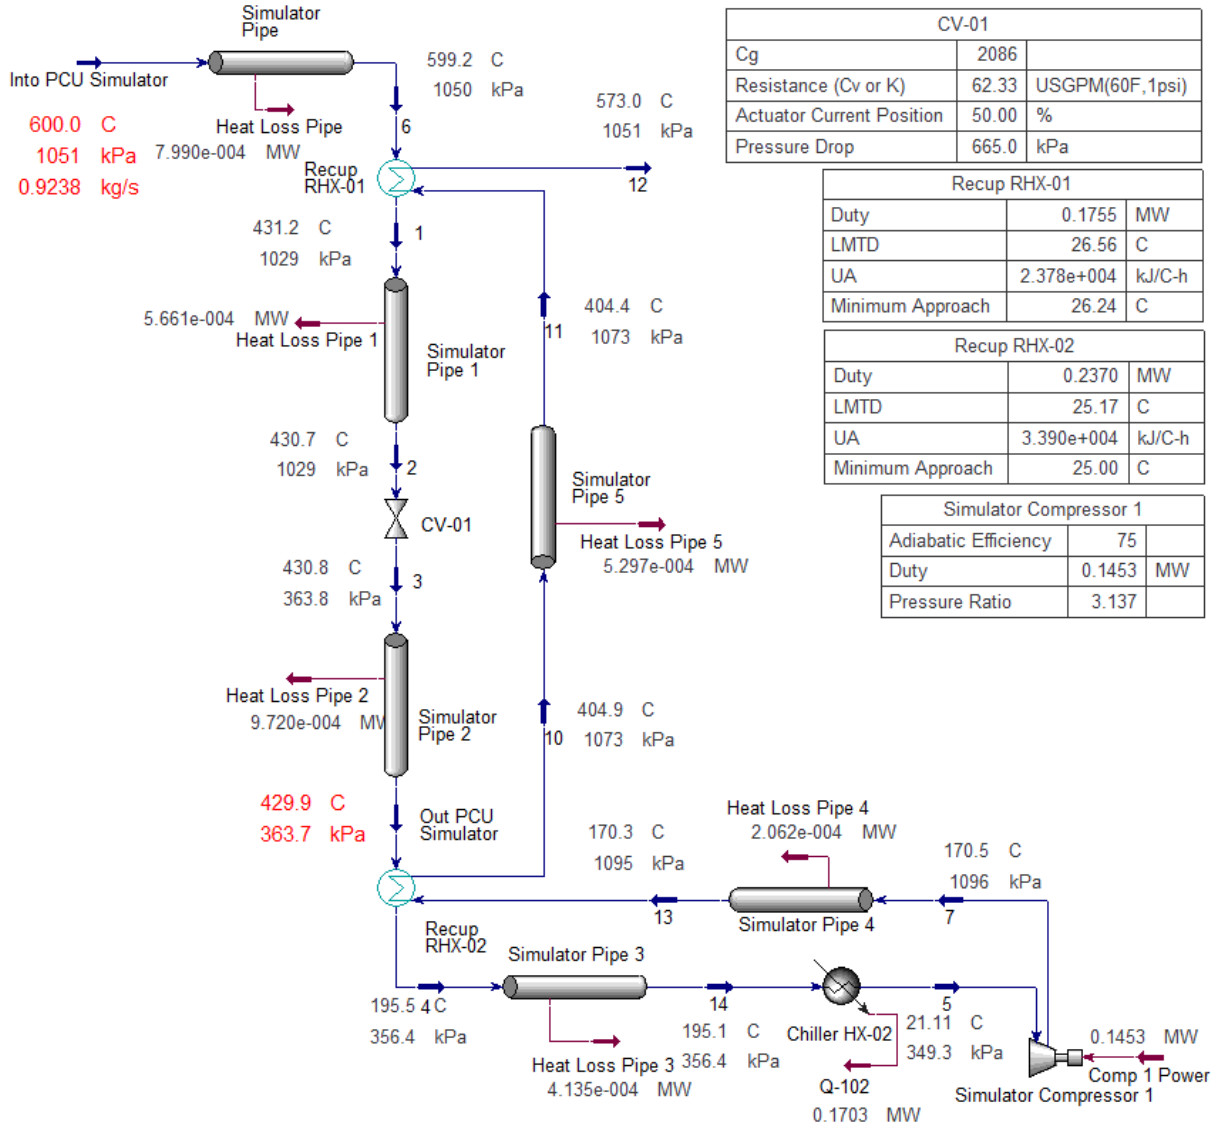 Simulator
Pipe
Into PCU Simulator
600.0 C
1051 kPa
0.9238 kg/s
Heat Loss Pipe
7.990e-004 MW
599.2 C
1050 kPa
6
573.0 C
1051 kPa
12
Recup
RHX-01
431.2 C
1029 kPa
1
5.661e-004 MW
Heat Loss Pipe 1
Simulator
Pipe 1
404.4 C
1073 kPa
11
430.7 C
1029 kPa
2
CV-01
Simulator
Pipe 5
Heat Loss Pipe 5
5.297e-004 MW
430.8 C
363.8 kPa
3
Heat Loss Pipe 2
9.720e-004 MW
Simulator
Pipe 2
404.9 C
1073 kPa
10
429.9 C
363.7 kPa
Out PCU
Simulator
Heat Loss Pipe 4
2.062e-004 MW
170.3 C
1095 kPa
13
Simulator Pipe 4
170.5 C
1096 kPa
7
Recup
RHX-02
Simulator Pipe 3
195.5 C
356.4 kPa
4
Heat Loss Pipe 3
4.135e-004 MW
14
195.1 C
356.4 kPa
Chiller HX-02
Q-102
0.1703 MW
5
21.11 C
349.3 kPa
0.1453 MW
Comp 1 Power
Simulator Compressor 1
CV-01
Cg 2086
Resistance (Cv or K) 62.33 USGPM(60F,1psi)
Actuator Current Position 50.00 %
Pressure Drop 665.0 kPa
Recup RHX-01
Duty 0.1755 MW
LMTD 26.56 C
UA 2.378e+004 kJ/C-h
Minimum Approach 26.24 C
Recup RHX-02
Duty 0.2370 MW
LMTD 25.17 C
UA 3.390e+004 kJ/C-h
Minimum Approach 25.00 C
Simulator Compressor 1
Adiabatic Efficiency 75
Duty 0.1453 MW
Pressure Ratio 3.137